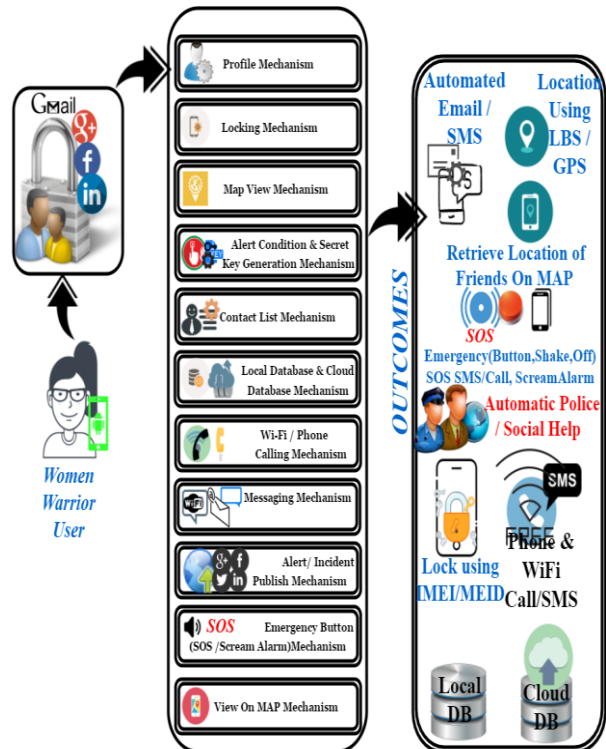 Gmail
Women
Warrior
User
Profile Mechanism
Locking Mechanism
Map View Mechanism
Alert Condition & Secret
Key Generation Mechanism
KEY
Contact List Mechanism
Local Database & Cloud
Database Mechanism
Wi-Fi / Phone
Calling Mechanism
Messaging Mechanism
WiFi
Alert/ Incident
Publish Mechanism
SOS Emergency Button
(SOS /Scream Alarm)Mechanism
View On MAP Mechanism
OUTCOMES
Automated
Email /
SMS
Location
Using
LBS /
GPS
Retrieve Location of
Friends On MAP
SOS
Emergency(Button,Shake,Off)
SOS SMS/Call, ScreamAlarm
Automatic Police
/ Social Help
SMS
FREE
Lock using
IMEI/MEID
Phone &
WiFi
Call/SMS
Local
DB
Cloud
DB